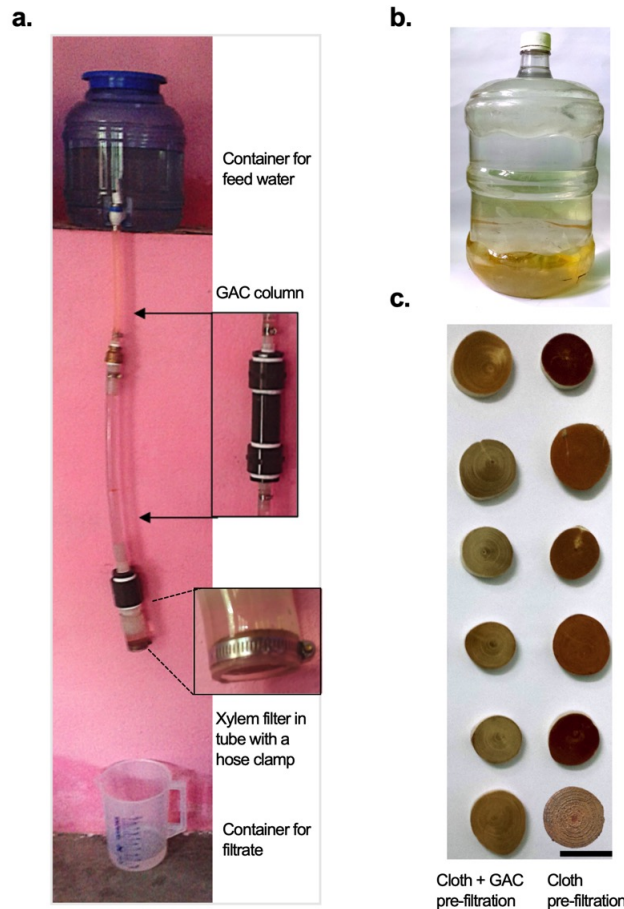 a.
Container for
feed water
GAC column
Xylem filter in
tube with a
hose clamp
Container for
filtrate
b.
c.
Cloth + GAC
pre-filtration
Cloth
pre-filtration